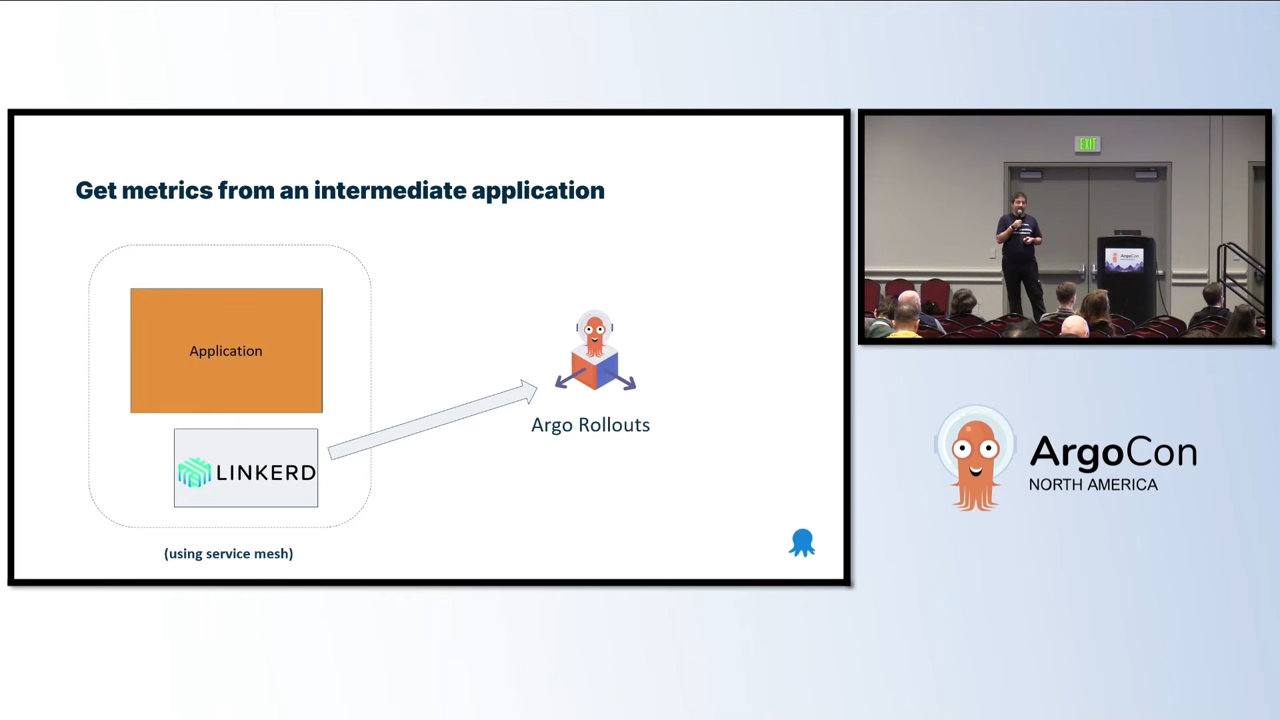 Get metrics from an intermediate application
Application
LINKERD
Argo Rollouts
(using service mesh)
EXIT
ArgoCon
NORTH AMERICA